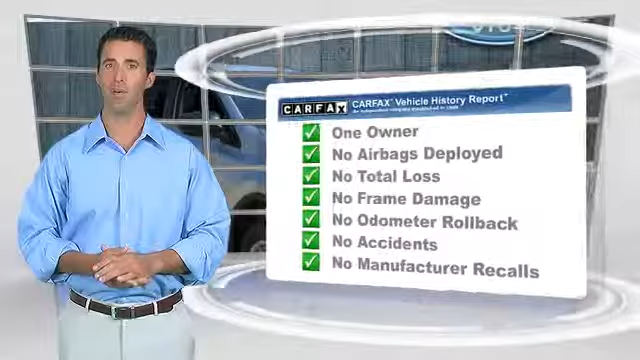 CARFAX CARFAX™ Vehicle History Report™
One Owner
No Airbags Deployed
No Total Loss
No Frame Damage
No Odometer Rollback
No Accidents
No Manufacturer Recalls